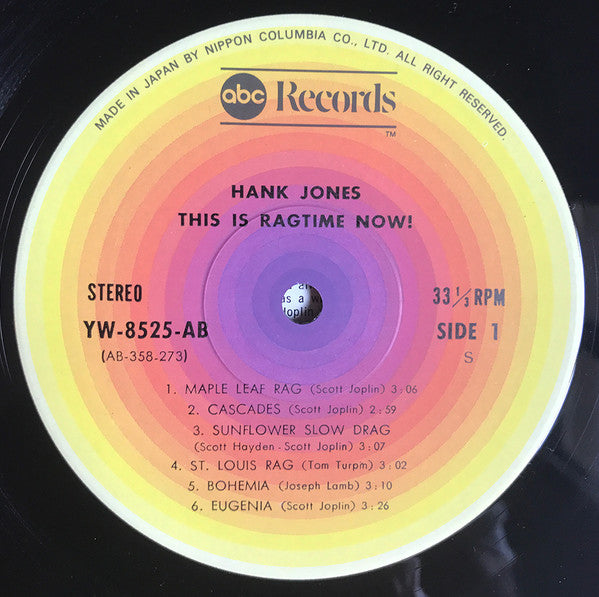 MADE IN JAPAN BY NIPPON COLUMBIA CO., LTD. ALL RIGHT RESERVED.
abc Records
TM
HANK JONES
THIS IS RAGTIME NOW!
STEREO
33 1/3 RPM
YW-8525-AB
SIDE 1
(AB-358-273)
S
as a w
Joplin
1. MAPLE LEAF RAG (Scott Joplin) 3:06
2. CASCADES (Scott Joplin) 2:59
3. SUNFLOWER SLOW DRAG
(Scott Hayden-Scott Joplin) 3:07
4. ST. LOUIS RAG (Tom Turpm) 3:02
5. BOHEMIA (Joseph Lamb) 3:10
6. EUGENIA (Scott Joplin) 3:26